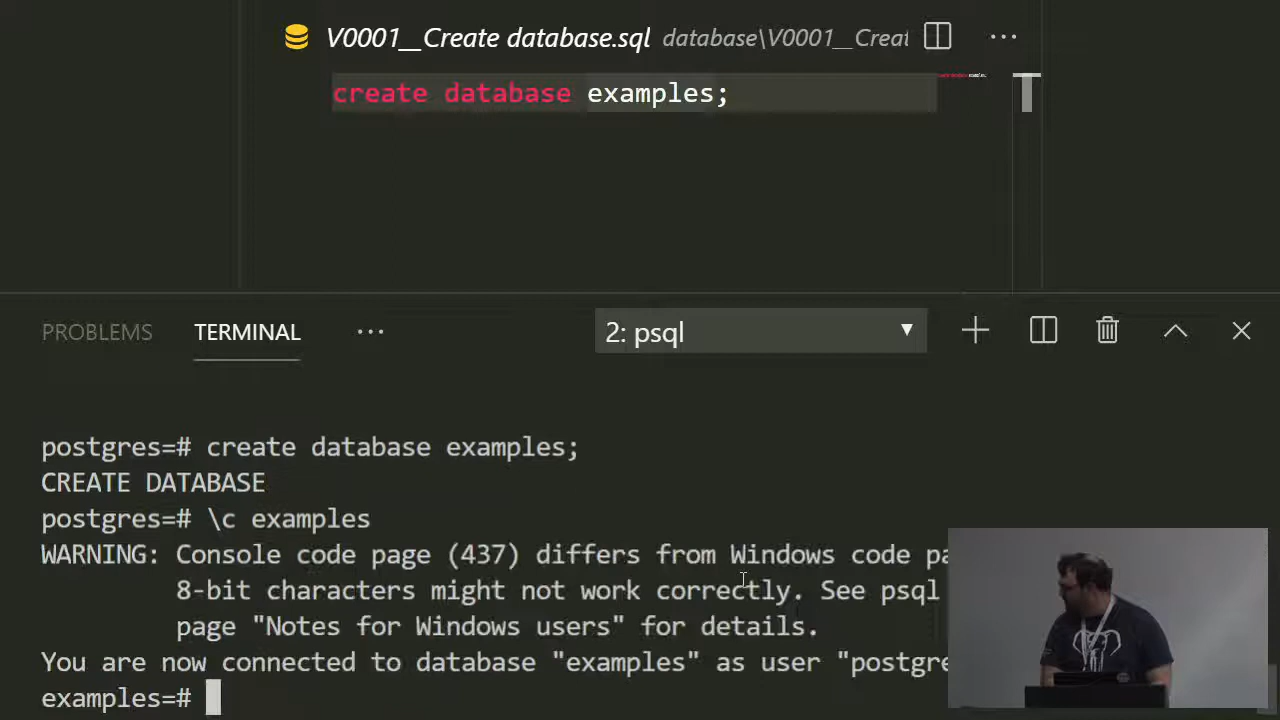 V0001__Create database.sql database\V0001__Creat
create database examples;
PROBLEMS TERMINAL 2: psql
postgres=# create database examples;
CREATE DATABASE
postgres=# \c examples
WARNING: Console code page (437) differs from Windows code pa
8-bit characters might not work correctly. See psql
page "Notes for Windows users" for details.
You are now connected to database "examples" as user "postgre
examples=#